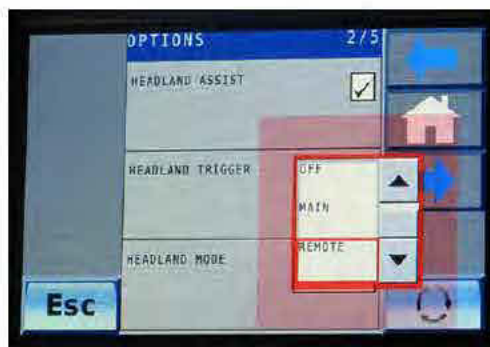 OPTIONS 2/5
HEADLAND ASSIST
HEADLAND TRIGGER
OFF
MAIN
REMOTE
HEADLAND MODE
Esc